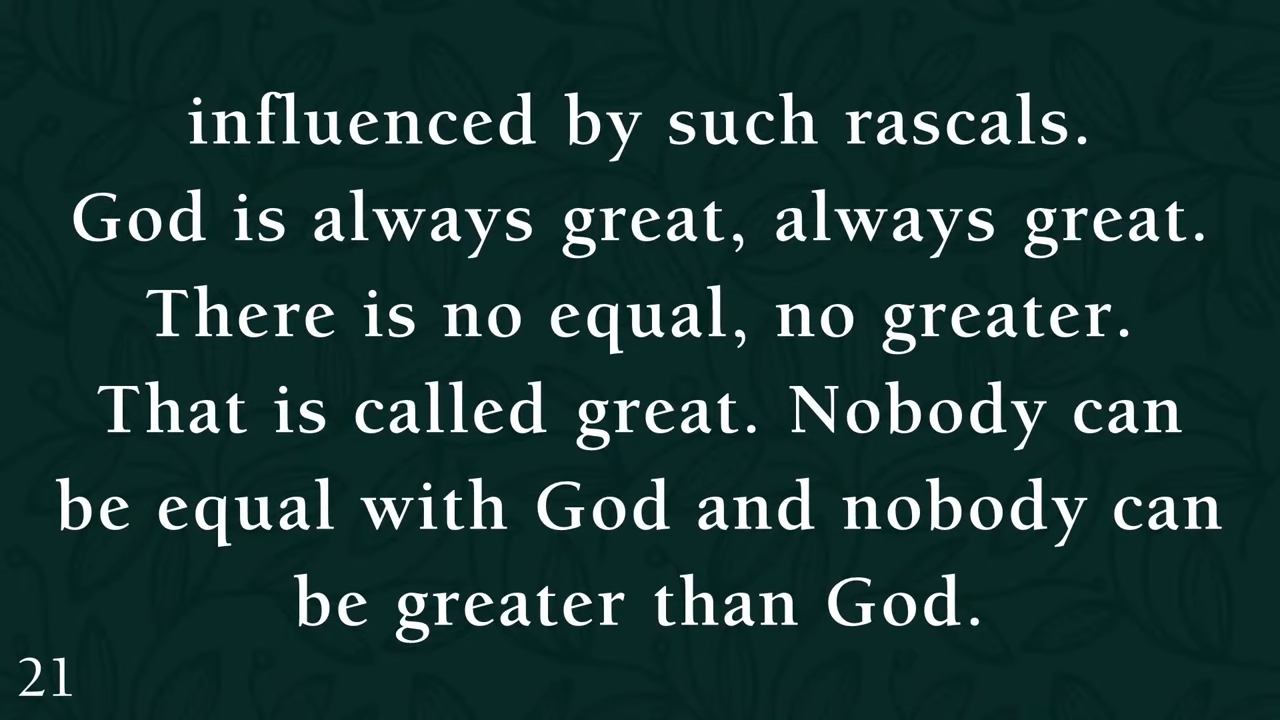 influenced by such rascals.
God is always great, always great.
There is no equal, no greater.
That is called great. Nobody can
be equal with God and nobody can
be greater than God.
21